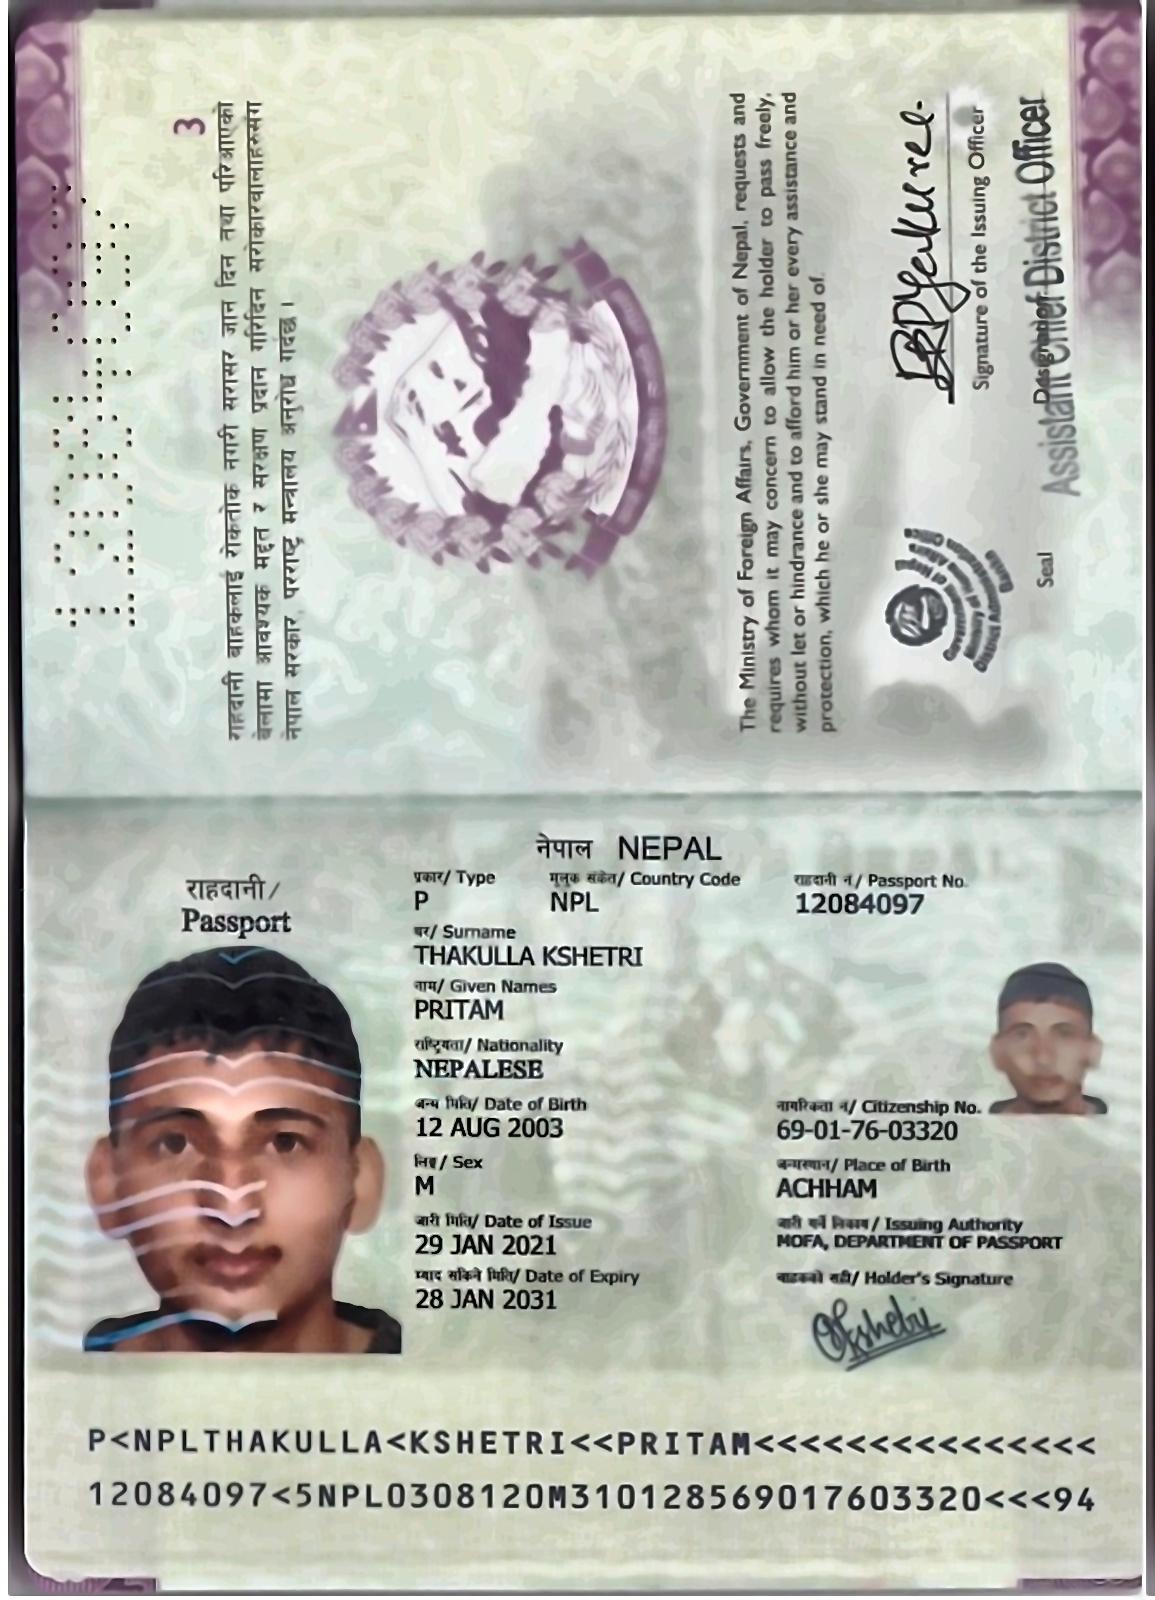 3
राहदानी वाहकलाई रोकतोक नगरी सरासर जान दिन तथा परिआएको
बेलामा आवश्यक मद्दत र संरक्षण प्रदान गरिदिन सरोकारवालाहरुसँग
नेपाल सरकार, परराष्ट्र मन्त्रालय अनुरोध गर्दछ ।
The Ministry of Foreign Affairs, Government of Nepal, requests and
requires whom it may concern to allow the holder to pass freely,
without let or hindrance and to afford him or her every assistance and
protection, which he or she may stand in need of.
Signature of the Issuing Officer
Seal
Assistant Chief District Officer
नेपाल NEPAL
राहदानी/
Passport
प्रकार/ Type
मुलुक संकेत/ Country Code
राहदानी नं/ Passport No.
P
NPL
12084097
थर/ Surname
THAKULLA KSHETRI
नाम/ Given Names
PRITAM
राष्ट्रियता/ Nationality
NEPALESE
जन्म मिति/ Date of Birth
नागरिकता नं/ Citizenship No.
12 AUG 2003
69-01-76-03320
लिङ्ग/ Sex
जन्मस्थान/ Place of Birth
M
ACHHAM
जारी मिति/ Date of Issue
जारी गर्ने निकाय/ Issuing Authority
29 JAN 2021
MOFA, DEPARTMENT OF PASSPORT
म्याद सकिने मिति/ Date of Expiry
वाहकको सही/ Holder's Signature
28 JAN 2031
P<NPLTHAKULLA<KSHETRI<<PRITAM<<<<<<<<<<<<<<<
12084097<5NPL0308120M310128569017603320<<<94